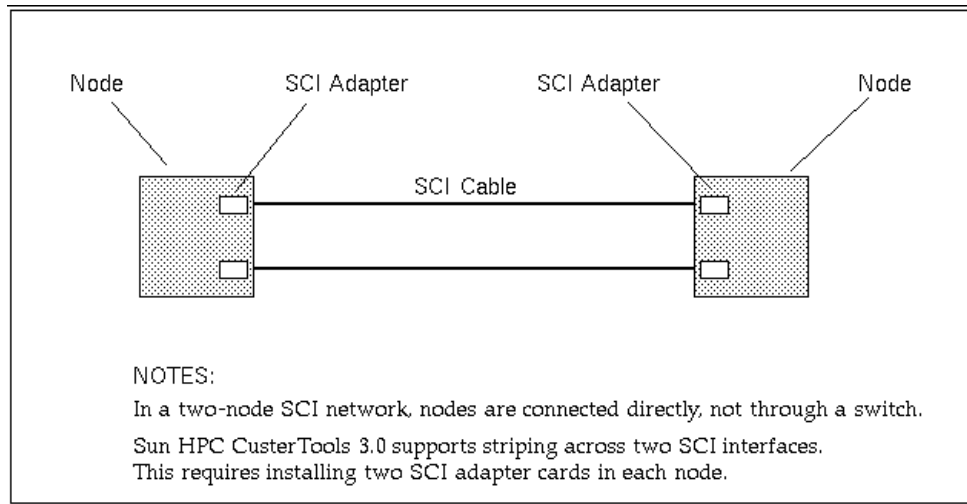 Node
SCI Adapter
SCI Adapter
Node
SCI Cable
NOTES:
In a two-node SCI network, nodes are connected directly, not through a switch.
Sun HPC CusterTools 3.0 supports striping across two SCI interfaces.
This requires installing two SCI adapter cards in each node.